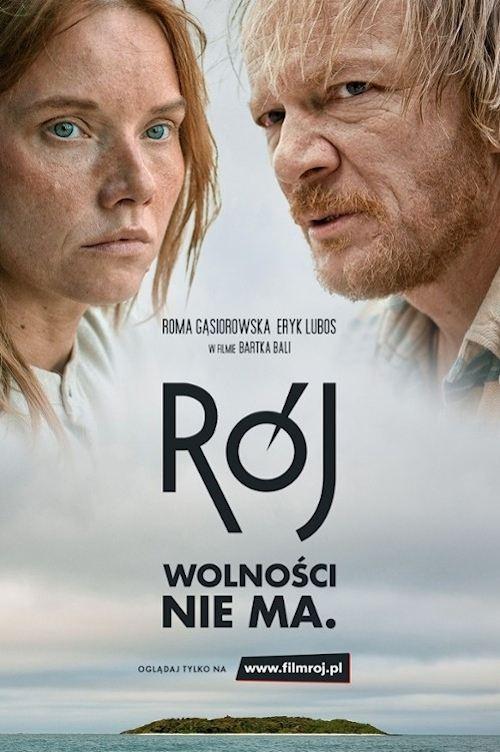 ROMA GĄSIOROWSKA ERYK LUBOS
W FILMIE BARTKA BALI
RÓJ
WOLNOŚCI
NIE MA.
OGLĄDAJ TYLKO NA www.filmroj.pl